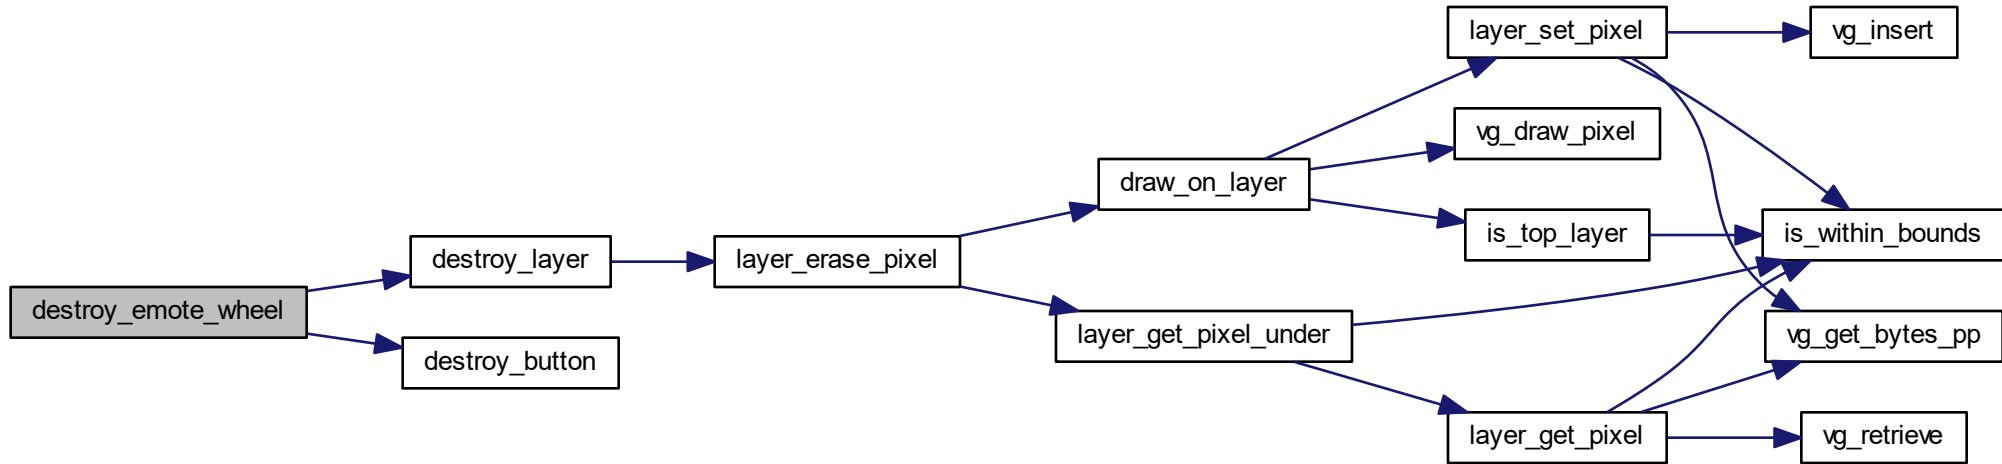 destroy_emote_wheel
destroy_layer
destroy_button
layer_erase_pixel
draw_on_layer
layer_get_pixel_under
layer_set_pixel
vg_draw_pixel
is_top_layer
layer_get_pixel
vg_insert
is_within_bounds
vg_get_bytes_pp
vg_retrieve